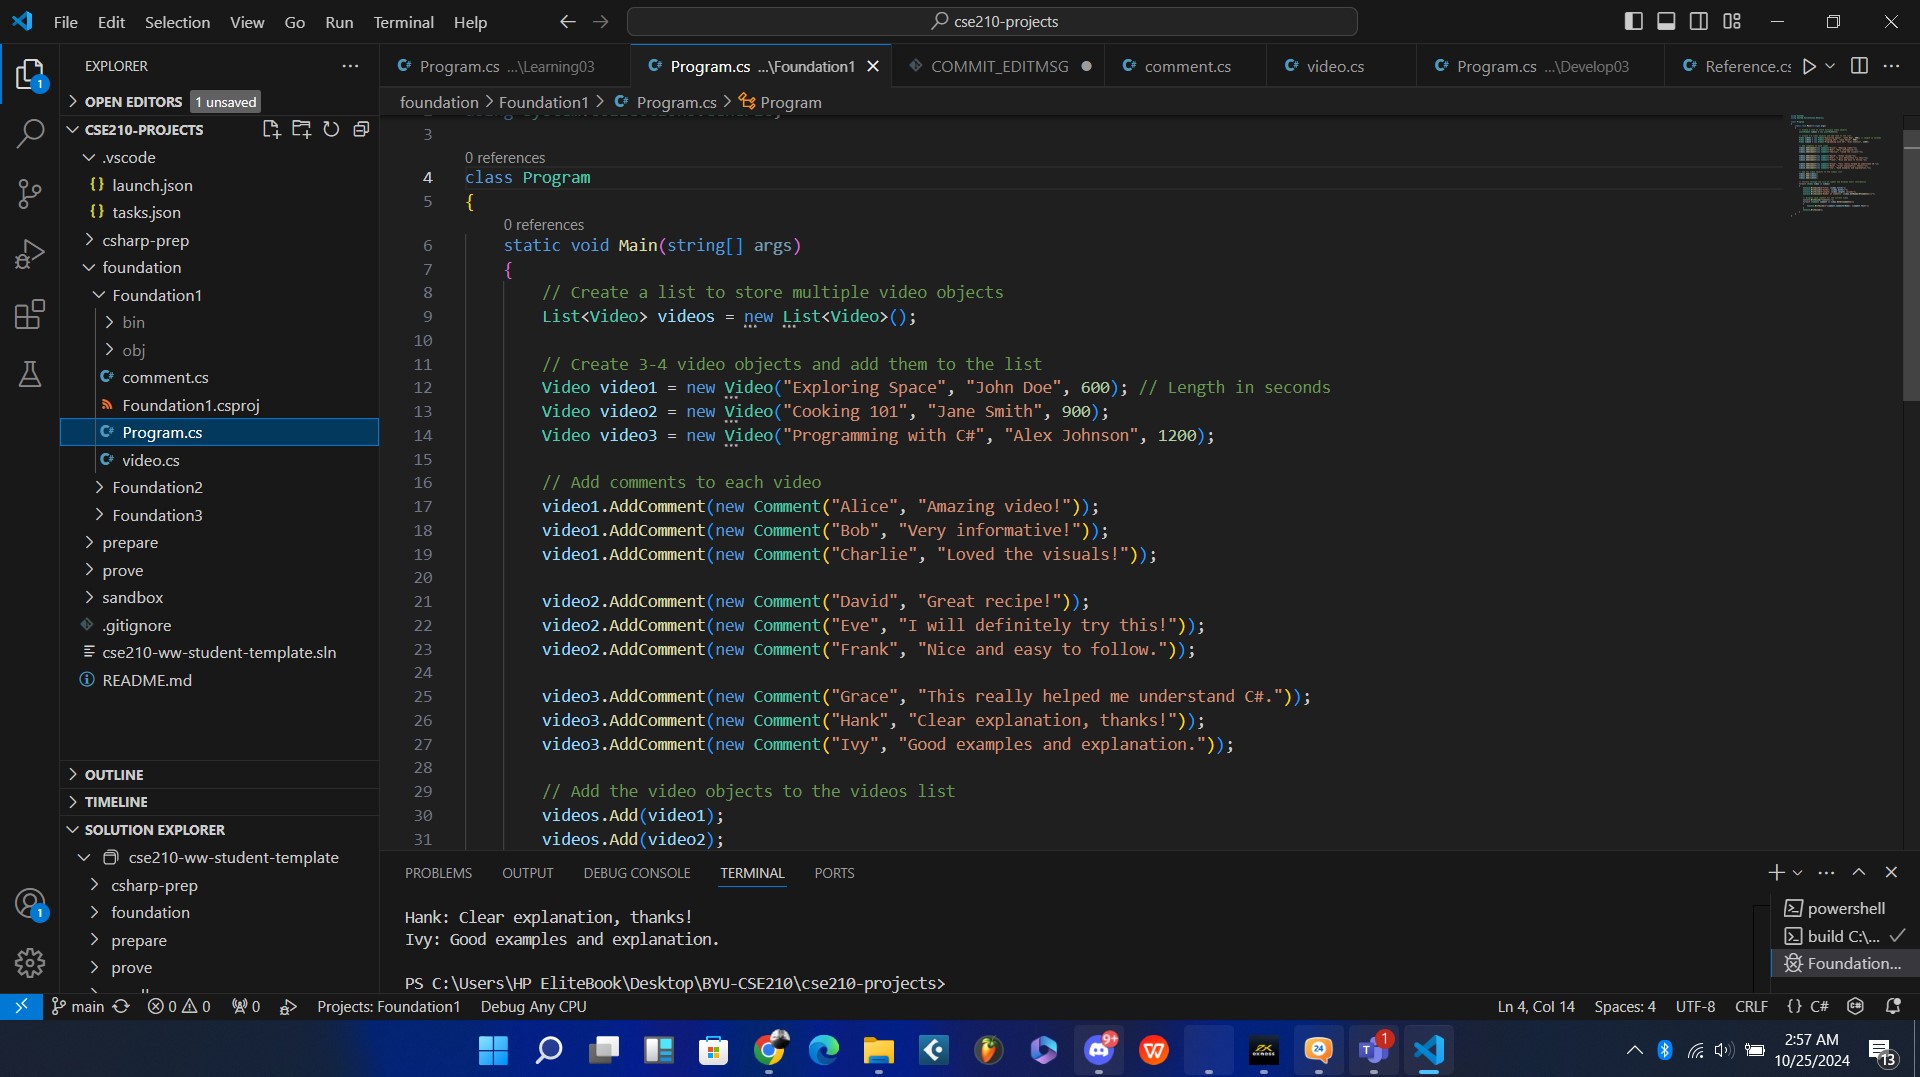 File Edit Selection View Go Run Terminal Help
cse210-projects
EXPLORER
OPEN EDITORS 1 unsaved
CSE210-PROJECTS
.vscode
{} launch.json
{} tasks.json
csharp-prep
foundation
Foundation1
bin
obj
C# comment.cs
Foundation1.csproj
C# Program.cs
C# video.cs
Foundation2
Foundation3
prepare
prove
sandbox
.gitignore
cse210-ww-student-template.sln
README.md
OUTLINE
TIMELINE
SOLUTION EXPLORER
cse210-ww-student-template
csharp-prep
foundation
prepare
prove
1
1
C# Program.cs ...\Learning03
C# Program.cs ...\Foundation1
COMMIT_EDITMSG
C# comment.cs
C# video.cs
C# Program.cs ...\Develop03
C# Reference.cs
foundation > Foundation1 > C# Program.cs > Program
3
0 references
4 class Program
5 {
0 references
6 static void Main(string[] args)
7 {
8 // Create a list to store multiple video objects
9 List<Video> videos = new List<Video>();
10
11 // Create 3-4 video objects and add them to the list
12 Video video1 = new Video("Exploring Space", "John Doe", 600); // Length in seconds
13 Video video2 = new Video("Cooking 101", "Jane Smith", 900);
14 Video video3 = new Video("Programming with C#", "Alex Johnson", 1200);
15
16 // Add comments to each video
17 video1.AddComment(new Comment("Alice", "Amazing video!"));
18 video1.AddComment(new Comment("Bob", "Very informative!"));
19 video1.AddComment(new Comment("Charlie", "Loved the visuals!"));
20
21 video2.AddComment(new Comment("David", "Great recipe!"));
22 video2.AddComment(new Comment("Eve", "I will definitely try this!"));
23 video2.AddComment(new Comment("Frank", "Nice and easy to follow."));
24
25 video3.AddComment(new Comment("Grace", "This really helped me understand C#."));
26 video3.AddComment(new Comment("Hank", "Clear explanation, thanks!"));
27 video3.AddComment(new Comment("Ivy", "Good examples and explanation."));
28
29 // Add the video objects to the videos list
30 videos.Add(video1);
31 videos.Add(video2);
PROBLEMS OUTPUT DEBUG CONSOLE TERMINAL PORTS
Hank: Clear explanation, thanks!
Ivy: Good examples and explanation.
PS C:\Users\HP EliteBook\Desktop\BYU-CSE210\cse210-projects>
powershell
build C:\...
Foundation...
main 0 0 0 Projects: Foundation1 Debug Any CPU
Ln 4, Col 14 Spaces: 4 UTF-8 CRLF {} C#
9+
24
1
2:57 AM
10/25/2024
13